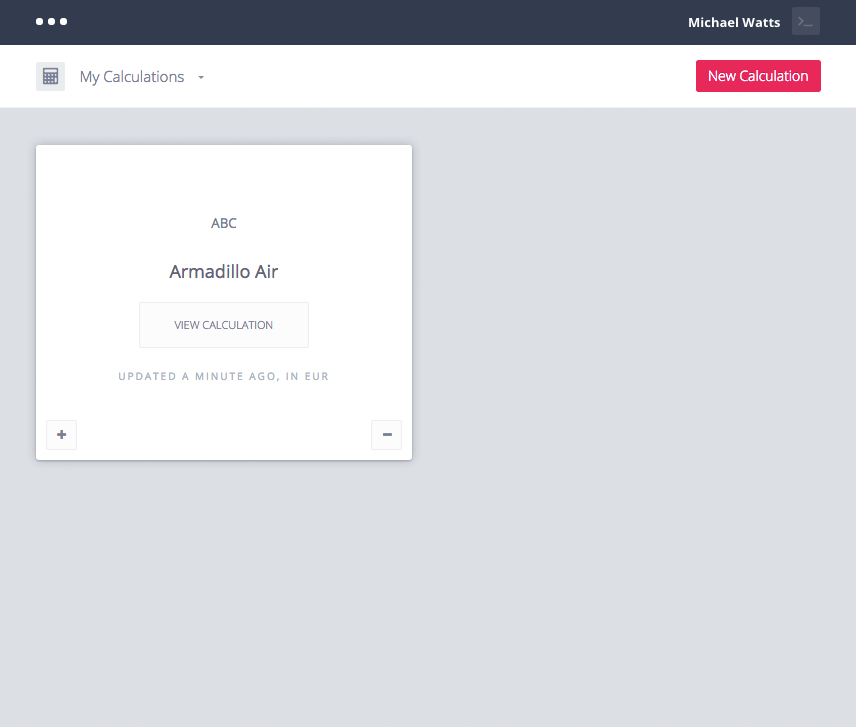 Michael Watts
My Calculations
New Calculation
ABC
Armadillo Air
VIEW CALCULATION
UPDATED A MINUTE AGO, IN EUR